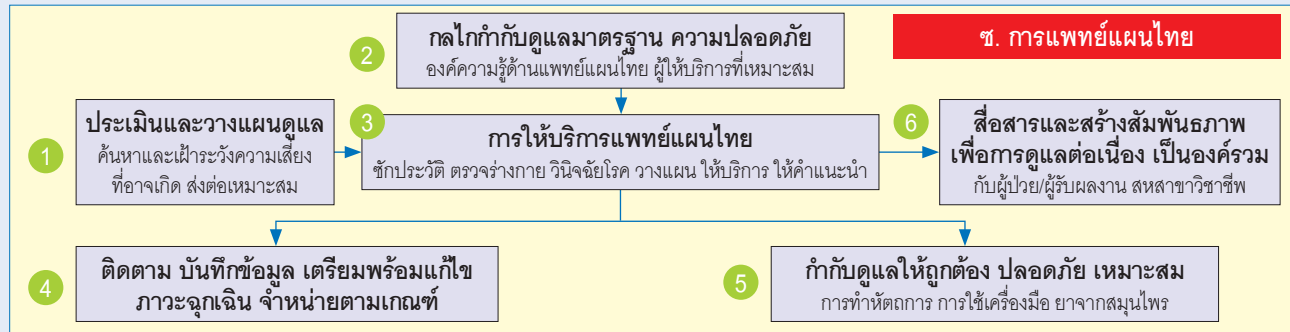 ซ. การแพทย์แผนไทย
1
ประเมินและวางแผนดูแล
ค้นหาและเฝ้าระวังความเสี่ยง
ที่อาจเกิด ส่งต่อเหมาะสม
2
กลไกกำกับดูแลมาตรฐาน ความปลอดภัย
องค์ความรู้ด้านแพทย์แผนไทย ผู้ให้บริการที่เหมาะสม
3
การให้บริการแพทย์แผนไทย
ซักประวัติ ตรวจร่างกาย วินิจฉัยโรค วางแผน ให้บริการ ให้คำแนะนำ
4
ติดตาม บันทึกข้อมูล เตรียมพร้อมแก้ไข
ภาวะฉุกเฉิน จำหน่ายตามเกณฑ์
5
กำกับดูแลให้ถูกต้อง ปลอดภัย เหมาะสม
การทำหัตถการ การใช้เครื่องมือ ยาจากสมุนไพร
6
สื่อสารและสร้างสัมพันธภาพ
เพื่อการดูแลต่อเนื่อง เป็นองค์รวม
กับผู้ป่วย/ผู้รับผลงาน สหสาขาวิชาชีพ